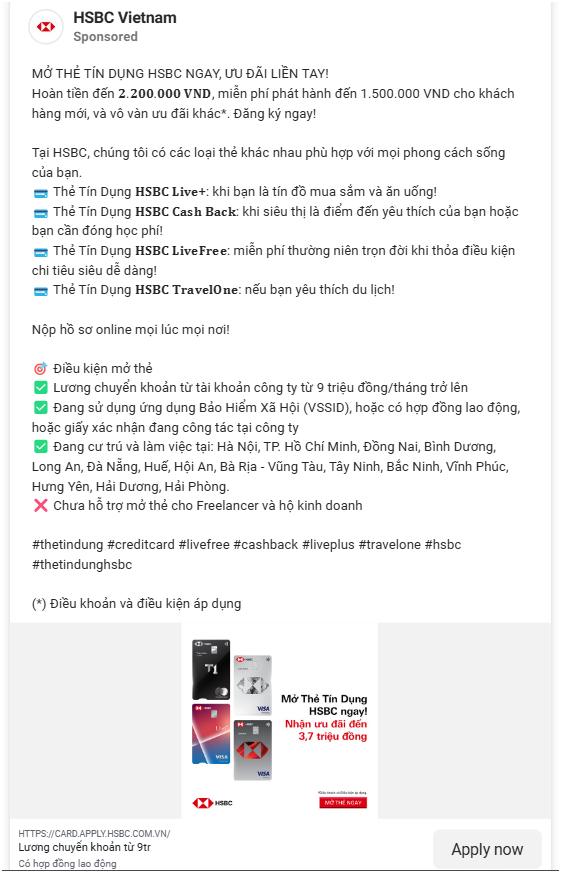 HSBC Vietnam
Sponsored
MỞ THẺ TÍN DỤNG HSBC NGAY, ƯU ĐÃI LIỀN TAY!
Hoàn tiền đến 2.200.000 VND, miễn phí phát hành đến 1.500.000 VND cho khách
hàng mới, và vô vàn ưu đãi khác*. Đăng ký ngay!
Tại HSBC, chúng tôi có các loại thẻ khác nhau phù hợp với mọi phong cách sống
của bạn.
💳 Thẻ Tín Dụng HSBC Live+: khi bạn là tín đồ mua sắm và ăn uống!
💳 Thẻ Tín Dụng HSBC Cash Back: khi siêu thị là điểm đến yêu thích của bạn hoặc
bạn cần đóng học phí!
💳 Thẻ Tín Dụng HSBC LiveFree: miễn phí thường niên trọn đời khi thỏa điều kiện
chi tiêu siêu dễ dàng!
💳 Thẻ Tín Dụng HSBC TravelOne: nếu bạn yêu thích du lịch!
Nộp hồ sơ online mọi lúc mọi nơi!
🎯 Điều kiện mở thẻ
✅ Lương chuyển khoản từ tài khoản công ty từ 9 triệu đồng/tháng trở lên
✅ Đang sử dụng ứng dụng Bảo Hiểm Xã Hội (VSSID), hoặc có hợp đồng lao động,
hoặc giấy xác nhận đang công tác tại công ty
✅ Đang cư trú và làm việc tại: Hà Nội, TP. Hồ Chí Minh, Đồng Nai, Bình Dương,
Long An, Đà Nẵng, Huế, Hội An, Bà Rịa - Vũng Tàu, Tây Ninh, Bắc Ninh, Vĩnh Phúc,
Hưng Yên, Hải Dương, Hải Phòng.
❌ Chưa hỗ trợ mở thẻ cho Freelancer và hộ kinh doanh
#thetindung #creditcard #livefree #cashback #liveplus #travelone #hsbc
#thetindunghsbc
(*) Điều khoản và điều kiện áp dụng
HSBC
T1
HSBC
VISA
HSBC
VISA
HSBC
VISA
Mở Thẻ Tín Dụng
HSBC ngay!
Nhận ưu đãi đến
3,7 triệu đồng
HSBC
MỞ THẺ NGAY
HTTPS://CARD.APPLY.HSBC.COM.VN/
Lương chuyển khoản từ 9tr
Có hợp đồng lao động
Apply now